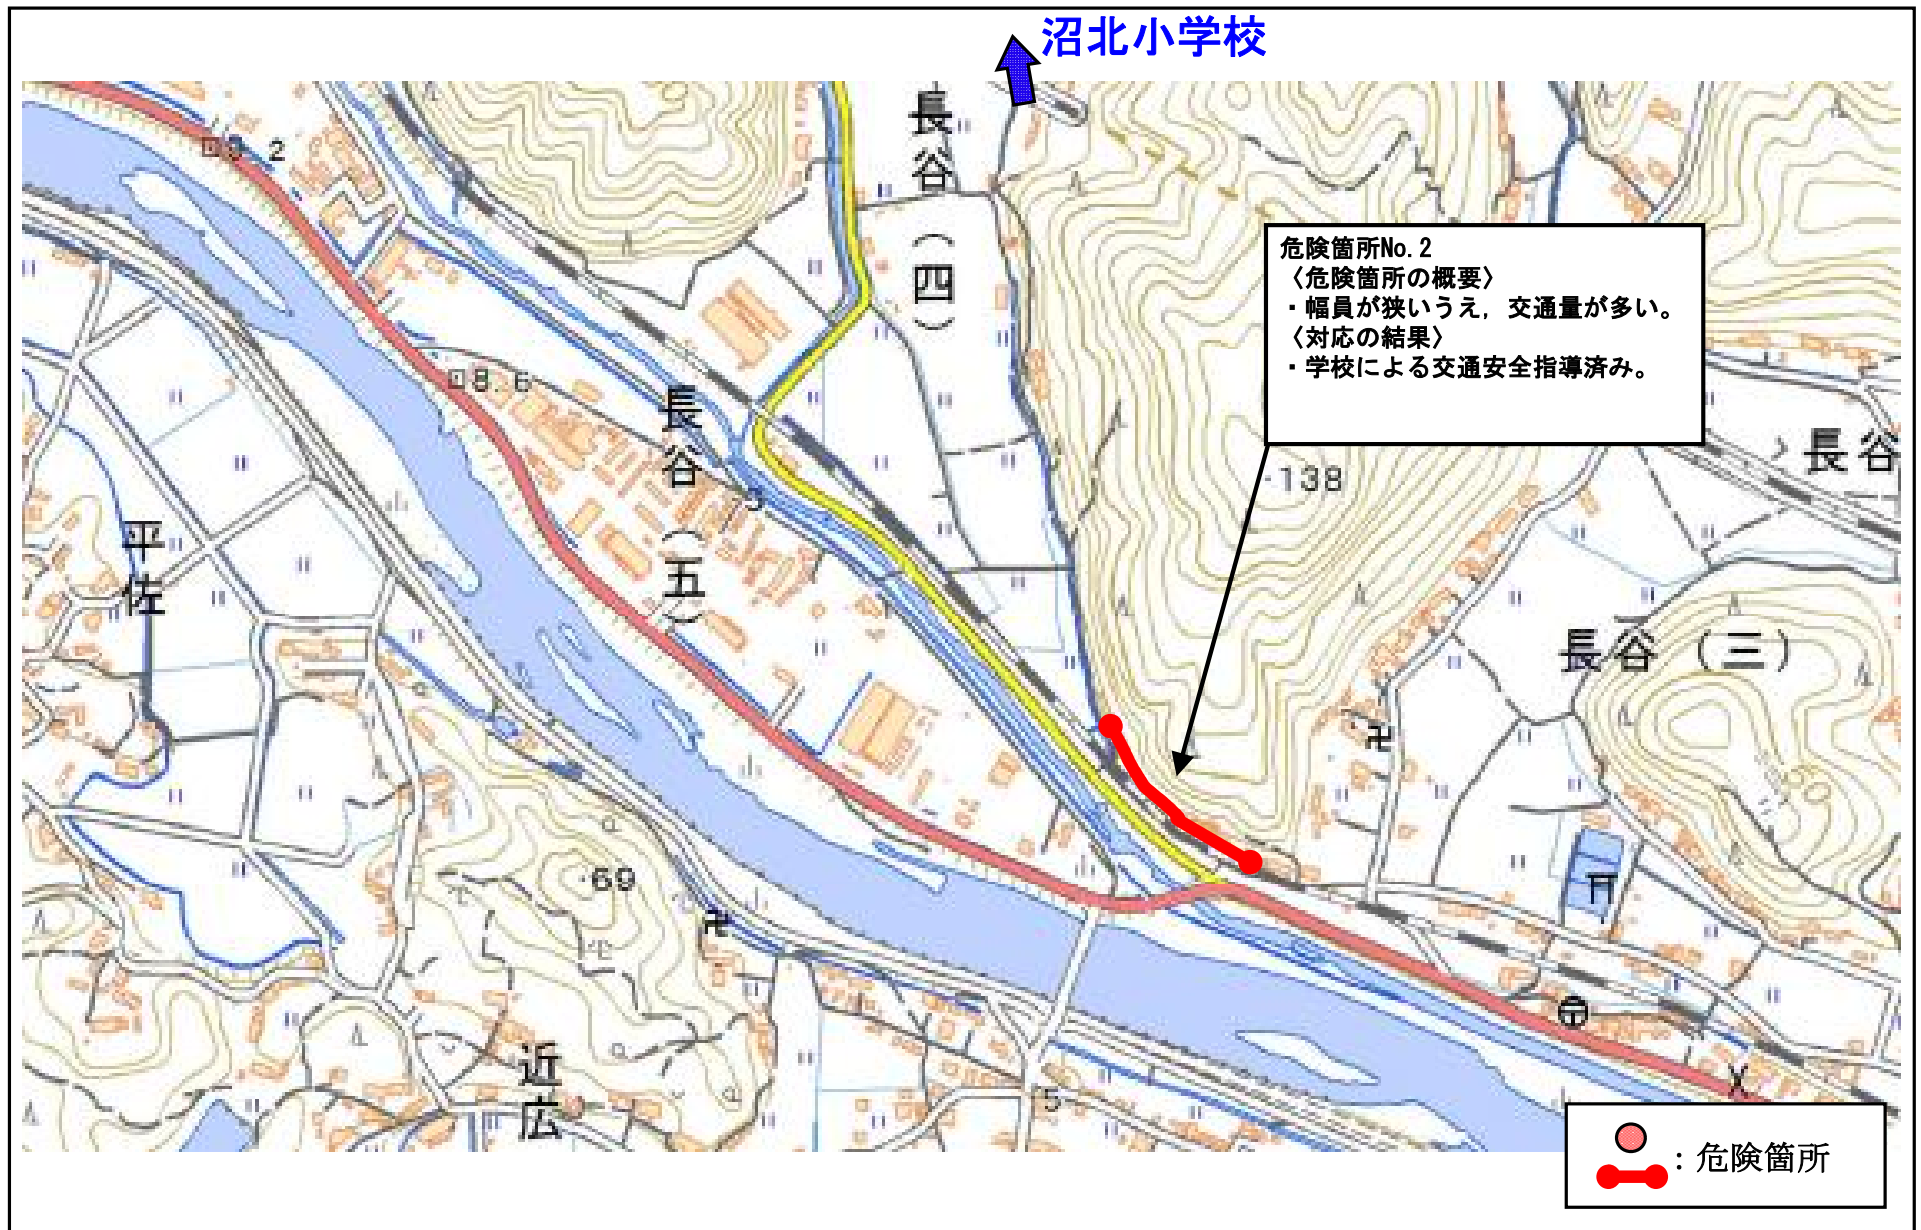 沼北小学校
長谷(四)
危険箇所No.2
〈危険箇所の概要〉
・幅員が狭いうえ，交通量が多い。
〈対応の結果〉
・学校による交通安全指導済み。
8.6
長谷(五)
・138
長谷
平佐
長谷(三)
・69
近広
5
：危険箇所